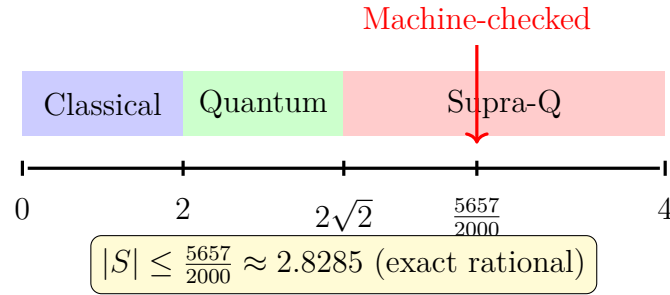 Machine-checked
Classical Quantum Supra-Q
0 2 2√2 5657/2000 4
|S| ≤ 5657/2000 ≈ 2.8285 (exact rational)